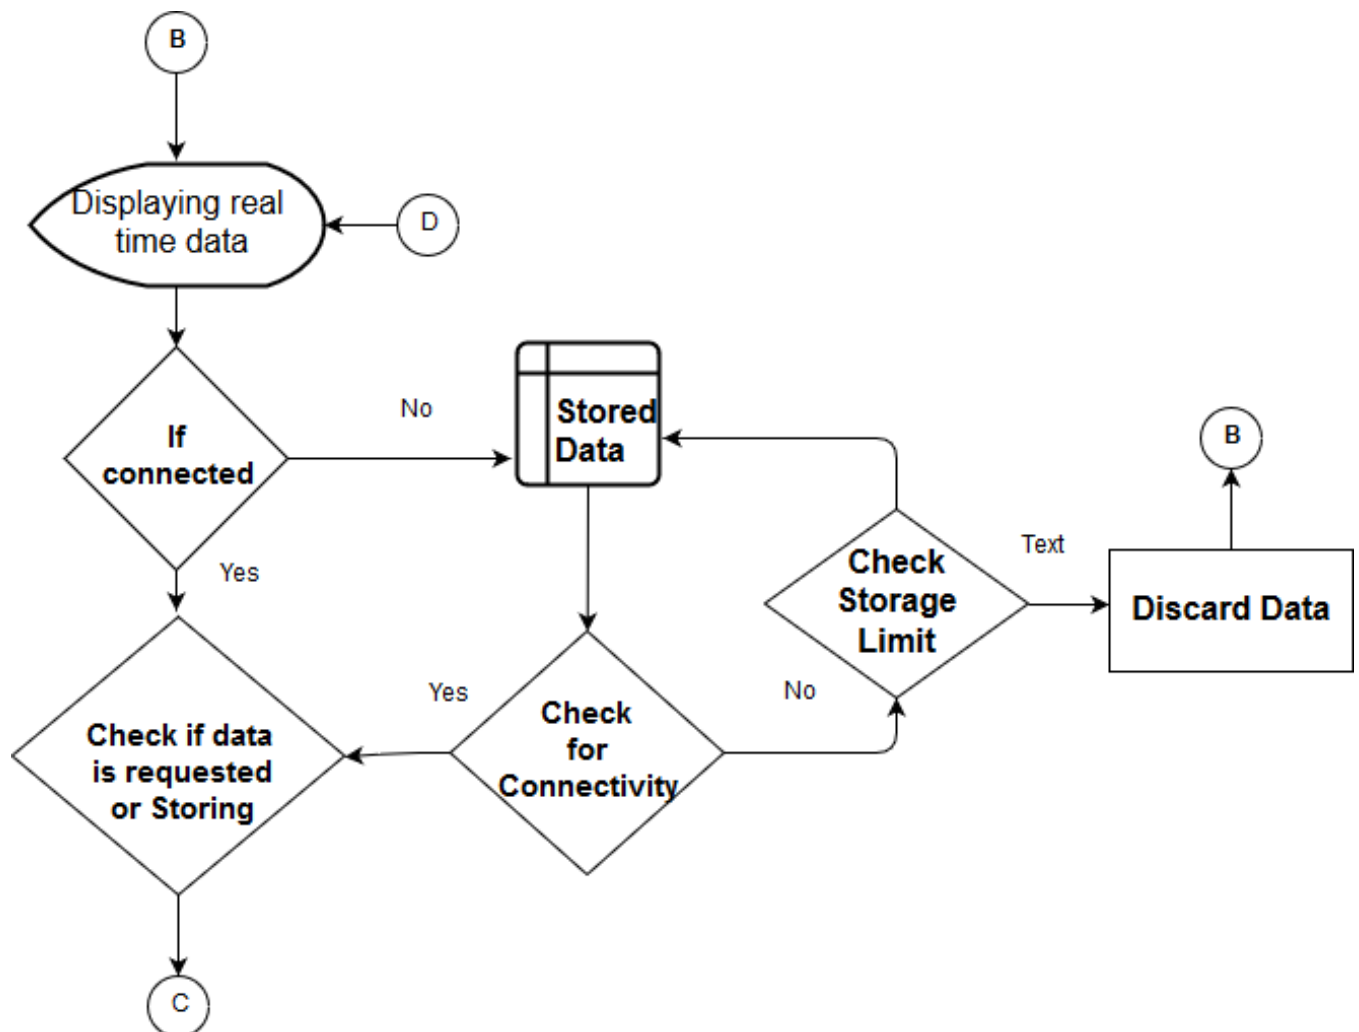 B
Displaying real
time data
D
If
connected
No
Stored
Data
B
Yes
Text
Check
Storage
Limit
Discard Data
Check if data
is requested
or Storing
Yes
Check
for
Connectivity
No
C